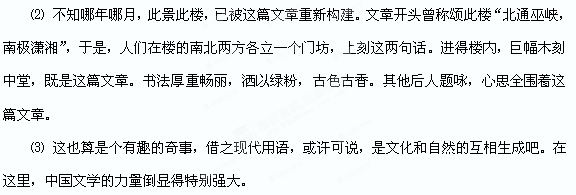 ⑵ 不知哪年哪月，此景此楼，已被这篇文章重新构建。文章开头曾称颂此楼“北通巫峡，
南极潇湘”，于是，人们在楼的南北两方各立一个门坊，上刻这两句话。进得楼内，巨幅木刻
中堂，既是这篇文章。书法厚重畅丽，洒以绿粉，古色古香。其他后人题咏，心思全围着这
篇文章。
⑶ 这也算是个有趣的奇事，借之现代用语，或许可说，是文化和自然的互相生成吧。在
这里，中国文学的力量倒显得特别强大。